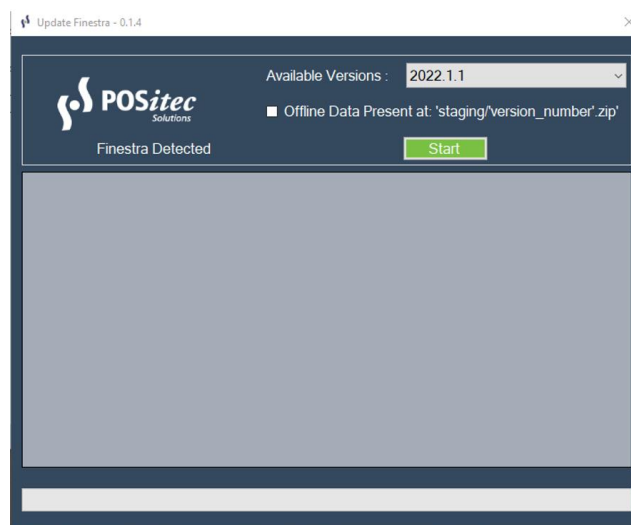 Update Finestra - 0.1.4
Available Versions :
2022.1.1
POSitec
Solutions
Offline Data Present at: 'staging/'version_number'.zip'
Finestra Detected
Start